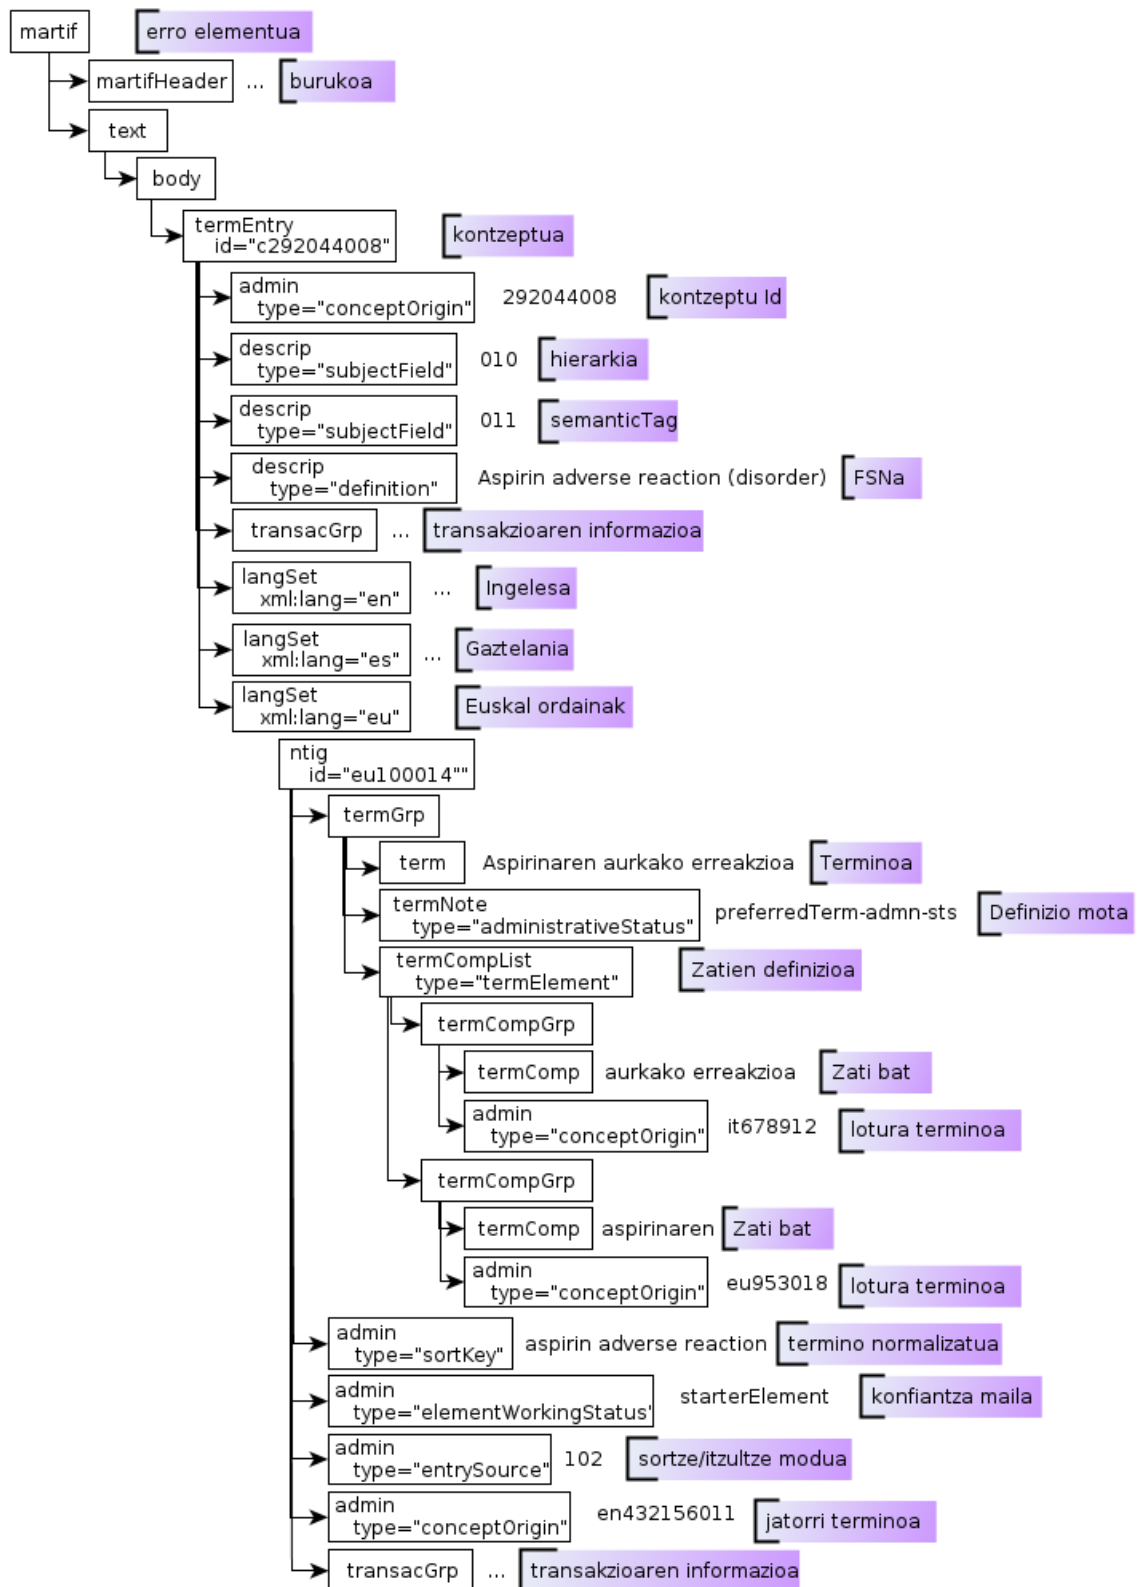 martif erro elementua
martifHeader ... burukoa
text
body
termEntry
id="c292044008" kontzeptua
admin
type="conceptOrigin" 292044008 kontzeptu Id
descrip
type="subjectField" 010 hierarkia
descrip
type="subjectField" 011 semanticTag
descrip
type="definition" Aspirin adverse reaction (disorder) FSNa
transacGrp ... transakzioaren informazioa
langSet
xml:lang="en" ... Ingelesa
langSet
xml:lang="es" ... Gaztelania
langSet
xml:lang="eu" Euskal ordainak
ntig
id="eu100014""
termGrp
term Aspirinaren aurkako erreakzioa Terminoa
termNote
type="administrativeStatus" preferredTerm-admn-sts Definizio mota
termCompList
type="termElement" Zatien definizioa
termCompGrp
termComp aurkako erreakzioa Zati bat
admin
type="conceptOrigin" it678912 lotura terminoa
termCompGrp
termComp aspirinaren Zati bat
admin
type="conceptOrigin" eu953018 lotura terminoa
admin
type="sortKey" aspirin adverse reaction termino normalizatua
admin
type="elementWorkingStatus" starterElement konfiantza maila
admin
type="entrySource" 102 sortze/itzultze modua
admin
type="conceptOrigin" en432156011 jatorri terminoa
transacGrp ... transakzioaren informazioa